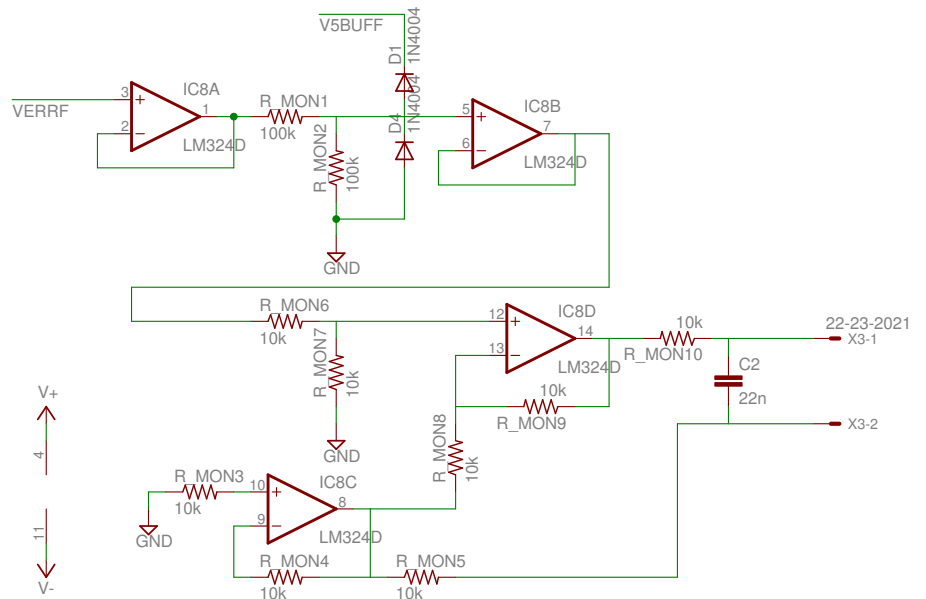 V5BUFF
D1
1N4004
VERRF
3
2
1
IC8A
LM324D
R_MON1
100k
R_MON2
100k
D4
1N4004
GND
5
6
7
IC8B
LM324D
R_MON6
10k
R_MON7
10k
GND
12
13
14
IC8D
LM324D
10k
R_MON10
22-23-2021
X3-1
C2
22n
X3-2
10k
R_MON9
R_MON8
10k
V+
4
11
V-
R_MON3
10k
GND
10
9
8
IC8C
LM324D
R_MON4
10k
R_MON5
10k